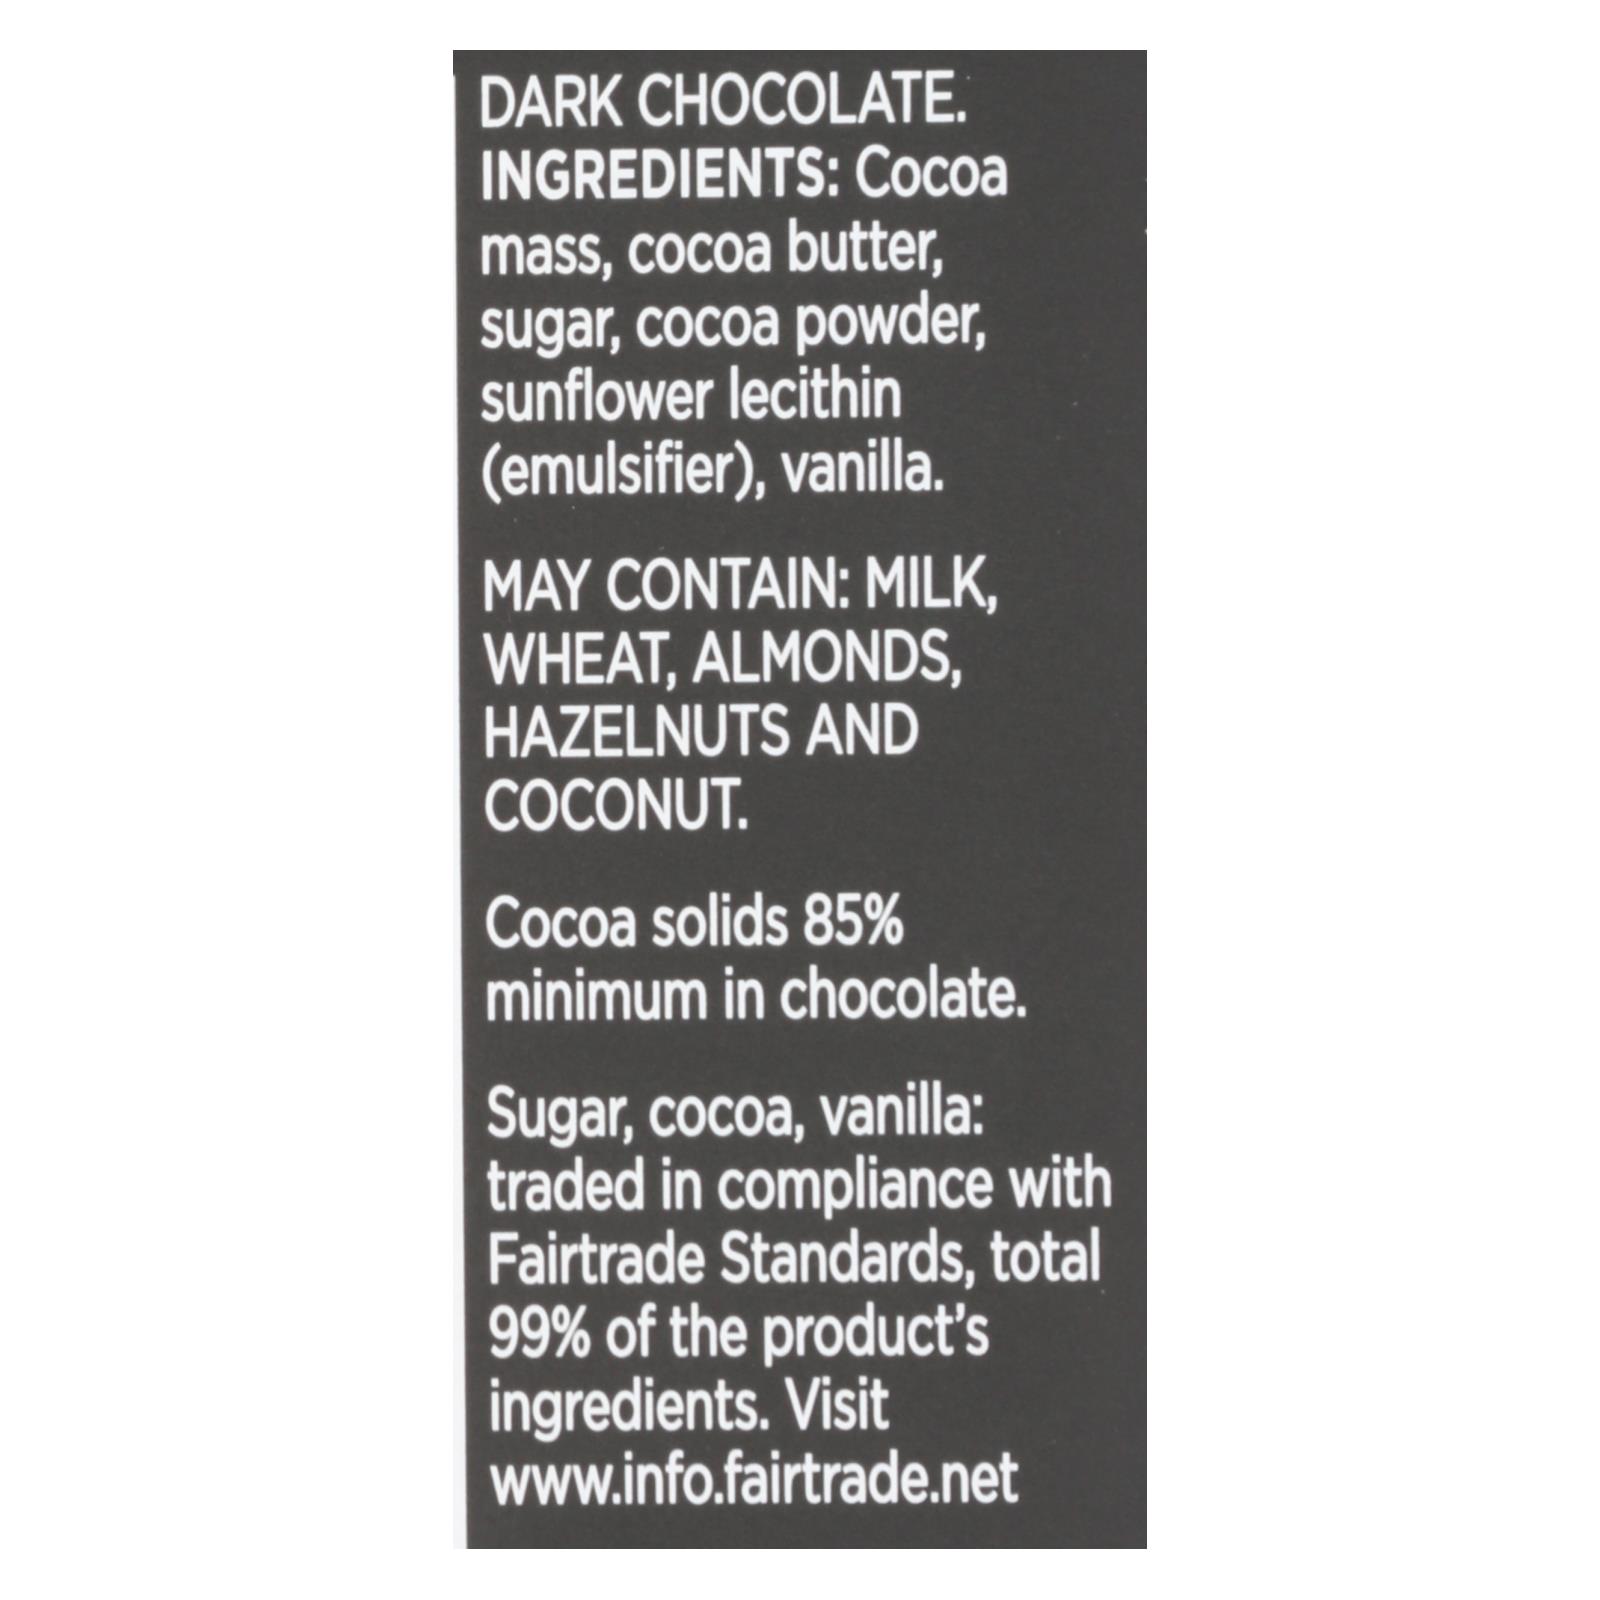 DARK CHOCOLATE.
INGREDIENTS: Cocoa
mass, cocoa butter,
sugar, cocoa powder,
sunflower lecithin
(emulsifier), vanilla.
MAY CONTAIN: MILK,
WHEAT, ALMONDS,
HAZELNUTS AND
COCONUT.
Cocoa solids 85%
minimum in chocolate.
Sugar, cocoa, vanilla:
traded in compliance with
Fairtrade Standards, total
99% of the product’s
ingredients. Visit
www.info.fairtrade.net